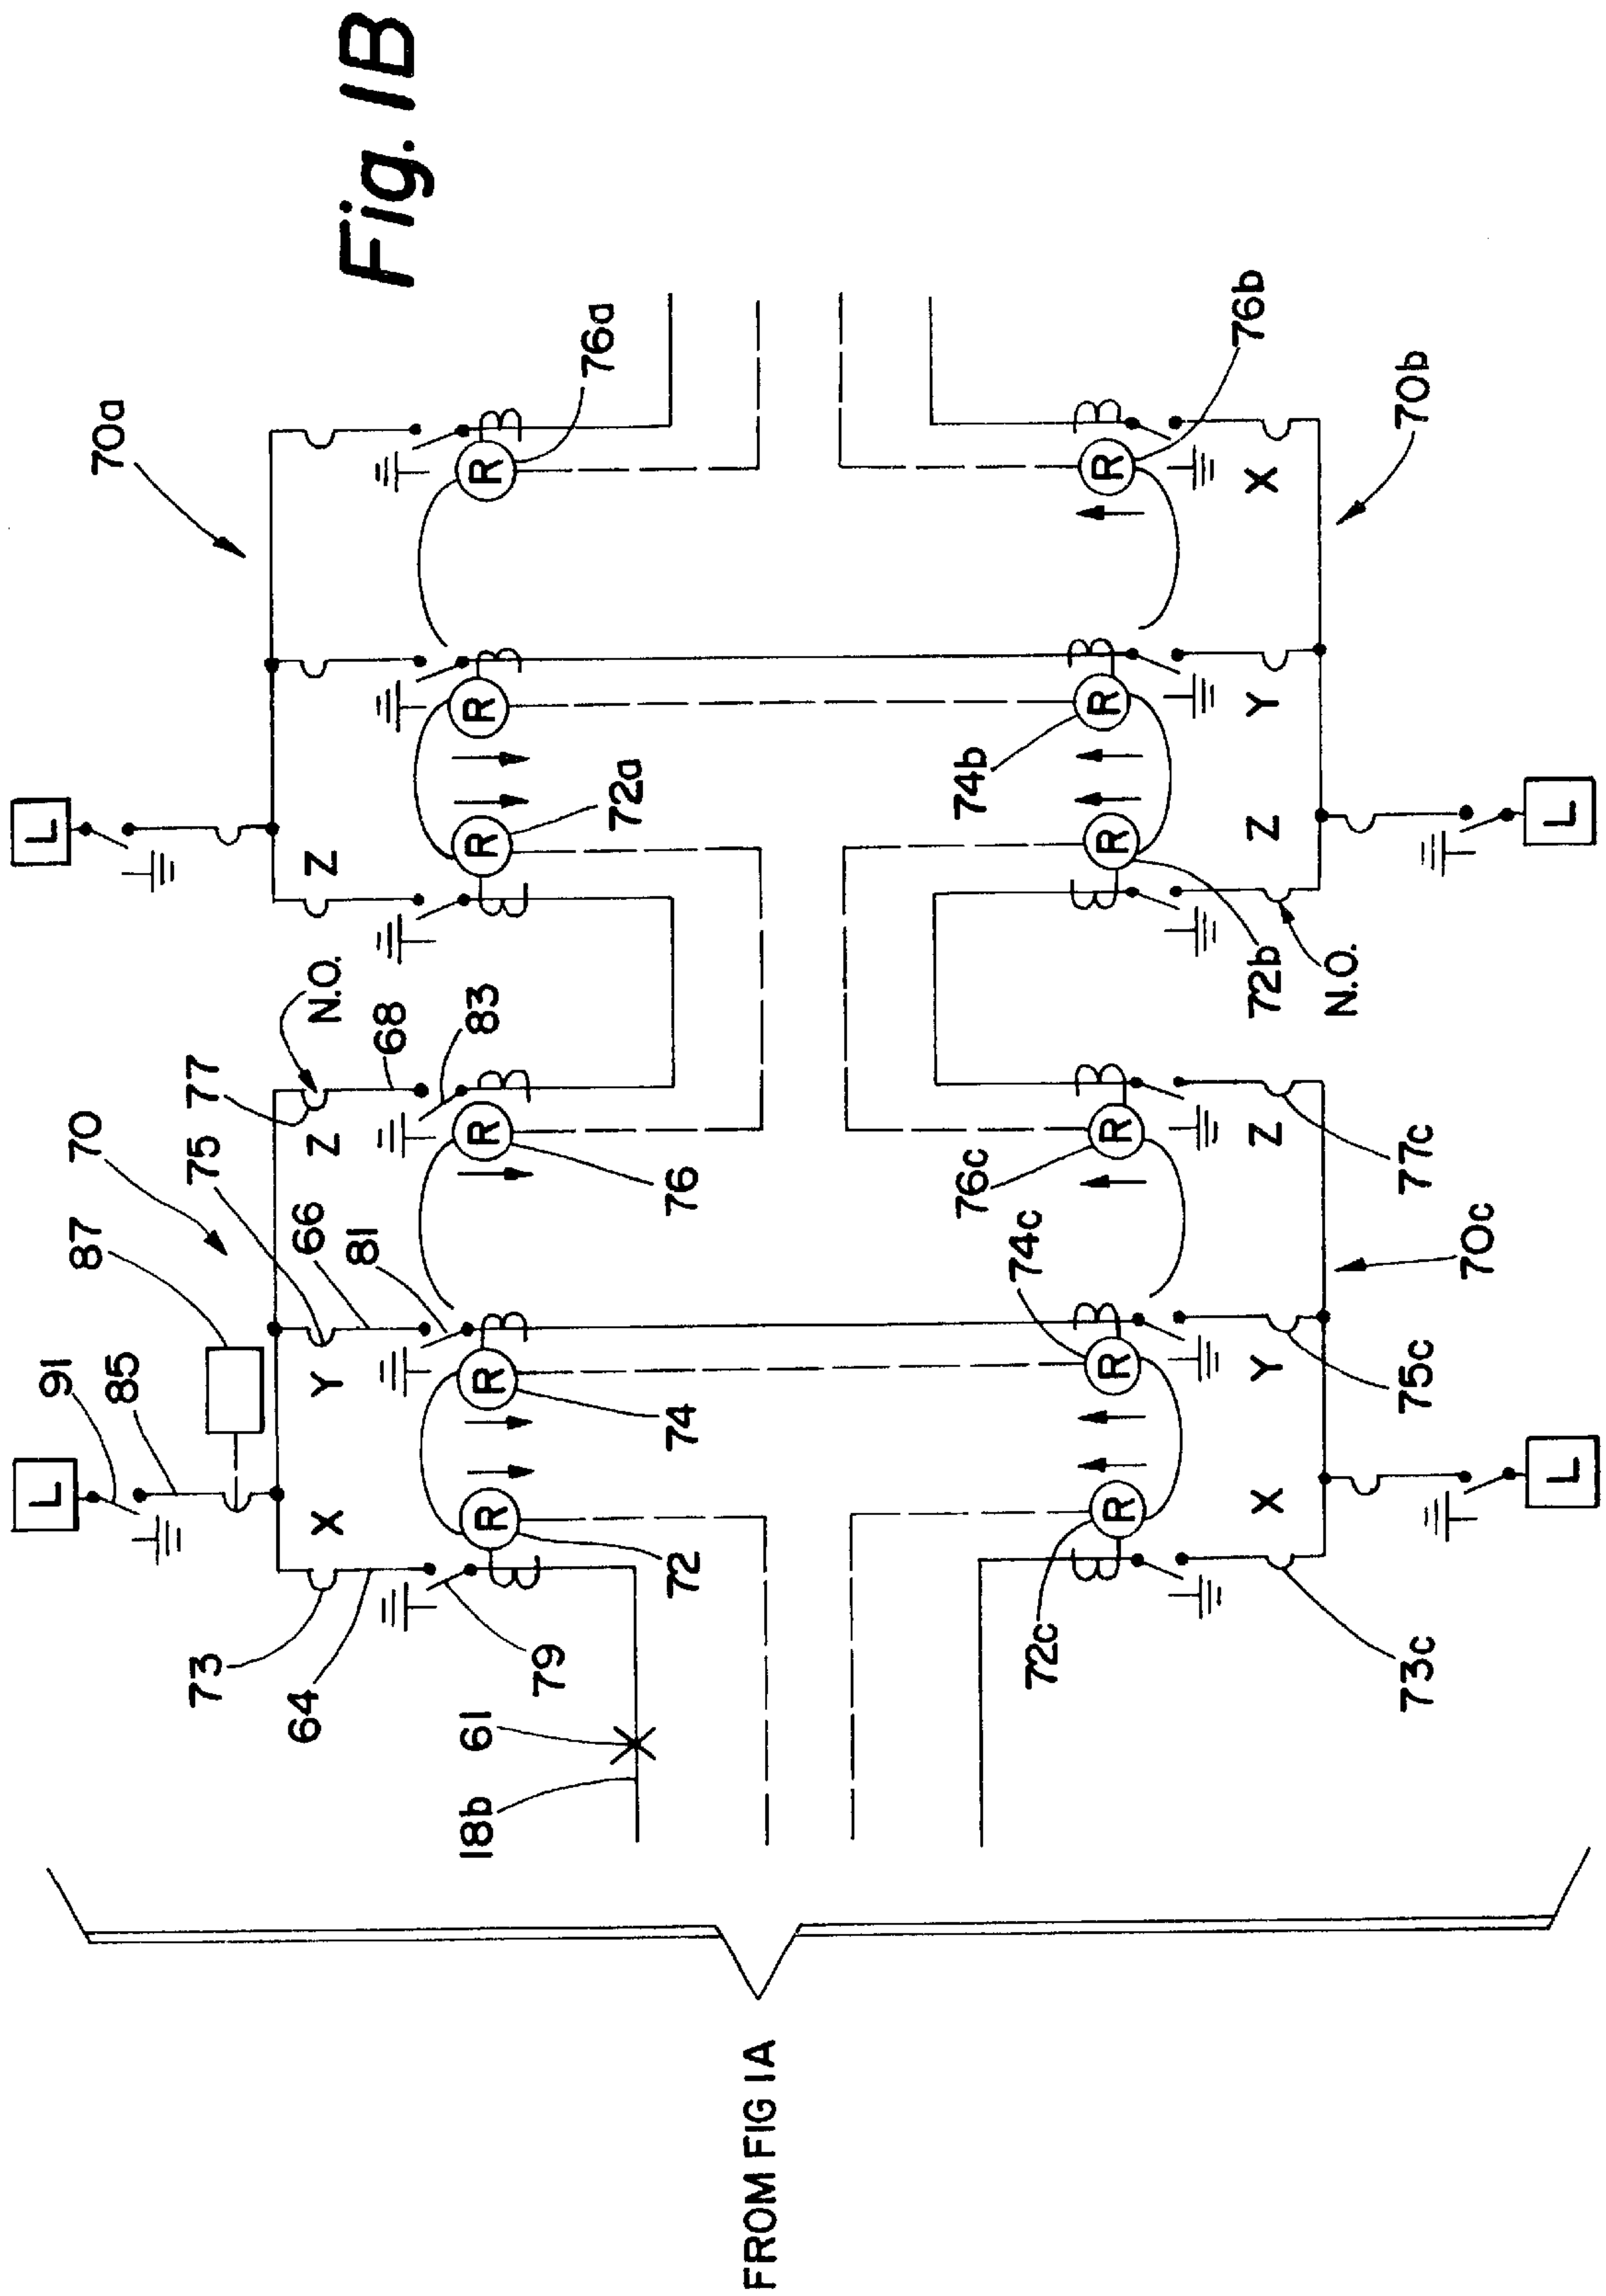 L
L
91
87
70
70a
85
73
75
77
64
66
X
Y
Z
N.O.
Z
81
68
Fig. 1B
18b
61
R
R
R
83
R
R
R
79
76a
72a
72
74
76
FROM FIG 1A
76c
74b
74c
72c
R
R
R
R
R
R
X
Y
Z
72b
Z
Y
X
76b
N.O.
73c
75c
77c
70b
70c
L
L